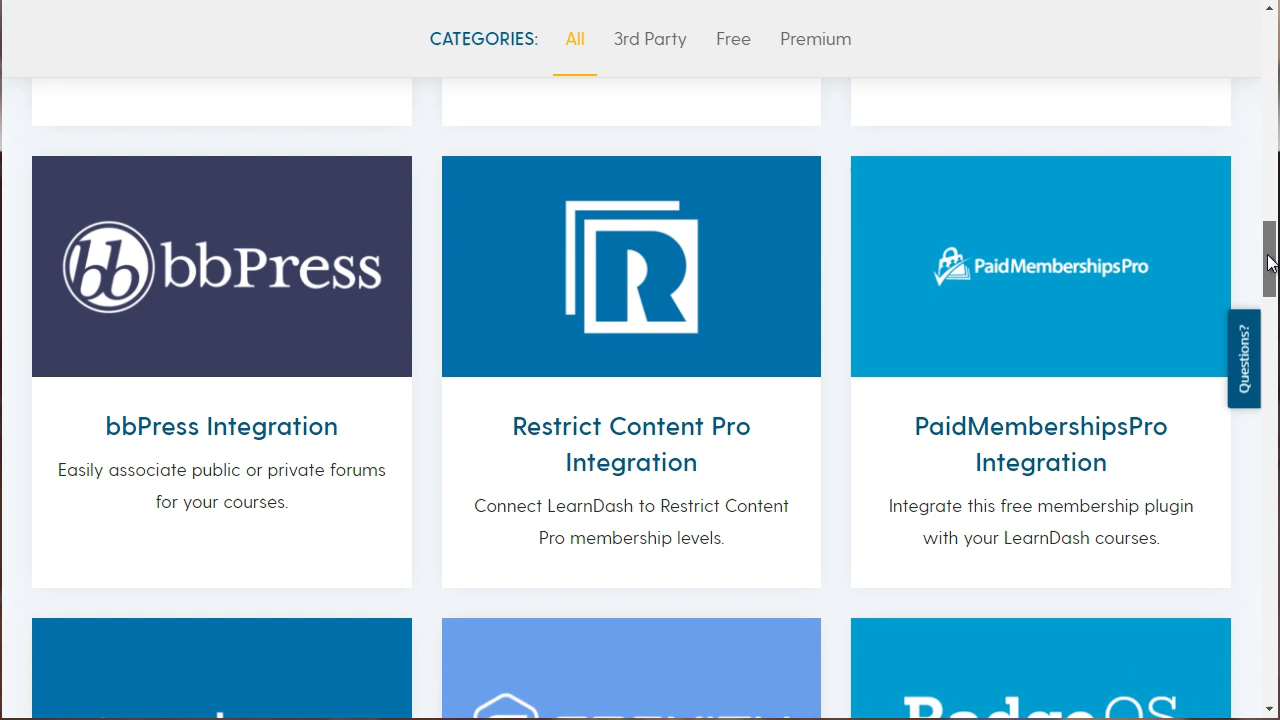 CATEGORIES: All 3rd Party Free Premium
bb bbPress
R
PaidMembershipsPro
Questions?
bbPress Integration
Easily associate public or private forums
for your courses.
Restrict Content Pro
Integration
Connect LearnDash to Restrict Content
Pro membership levels.
PaidMembershipsPro
Integration
Integrate this free membership plugin
with your LearnDash courses.
BadgeOS